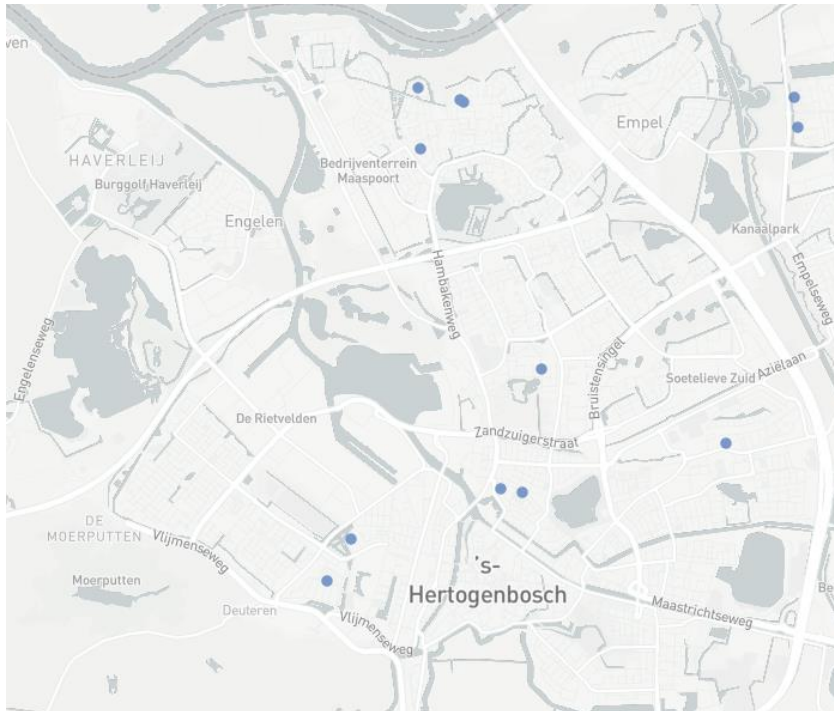 ven
Empel
HAVERLEIJ
Bedrijventerrein
Maaspoort
Burggolf Haverleij
Engelen
Kanaalpark
Hambakenweg
Empelseweg
Engelenseweg
Bruistensingel
Aziëlaan
Soetelieve Zuid
De Rietvelden
Zandzuigerstraat
DE
MOERPUTTEN
Vlijmenseweg
Moerputten
's-
Hertogenbosch
Be
Deuteren
Maastrichtseweg
Vlijmenseweg